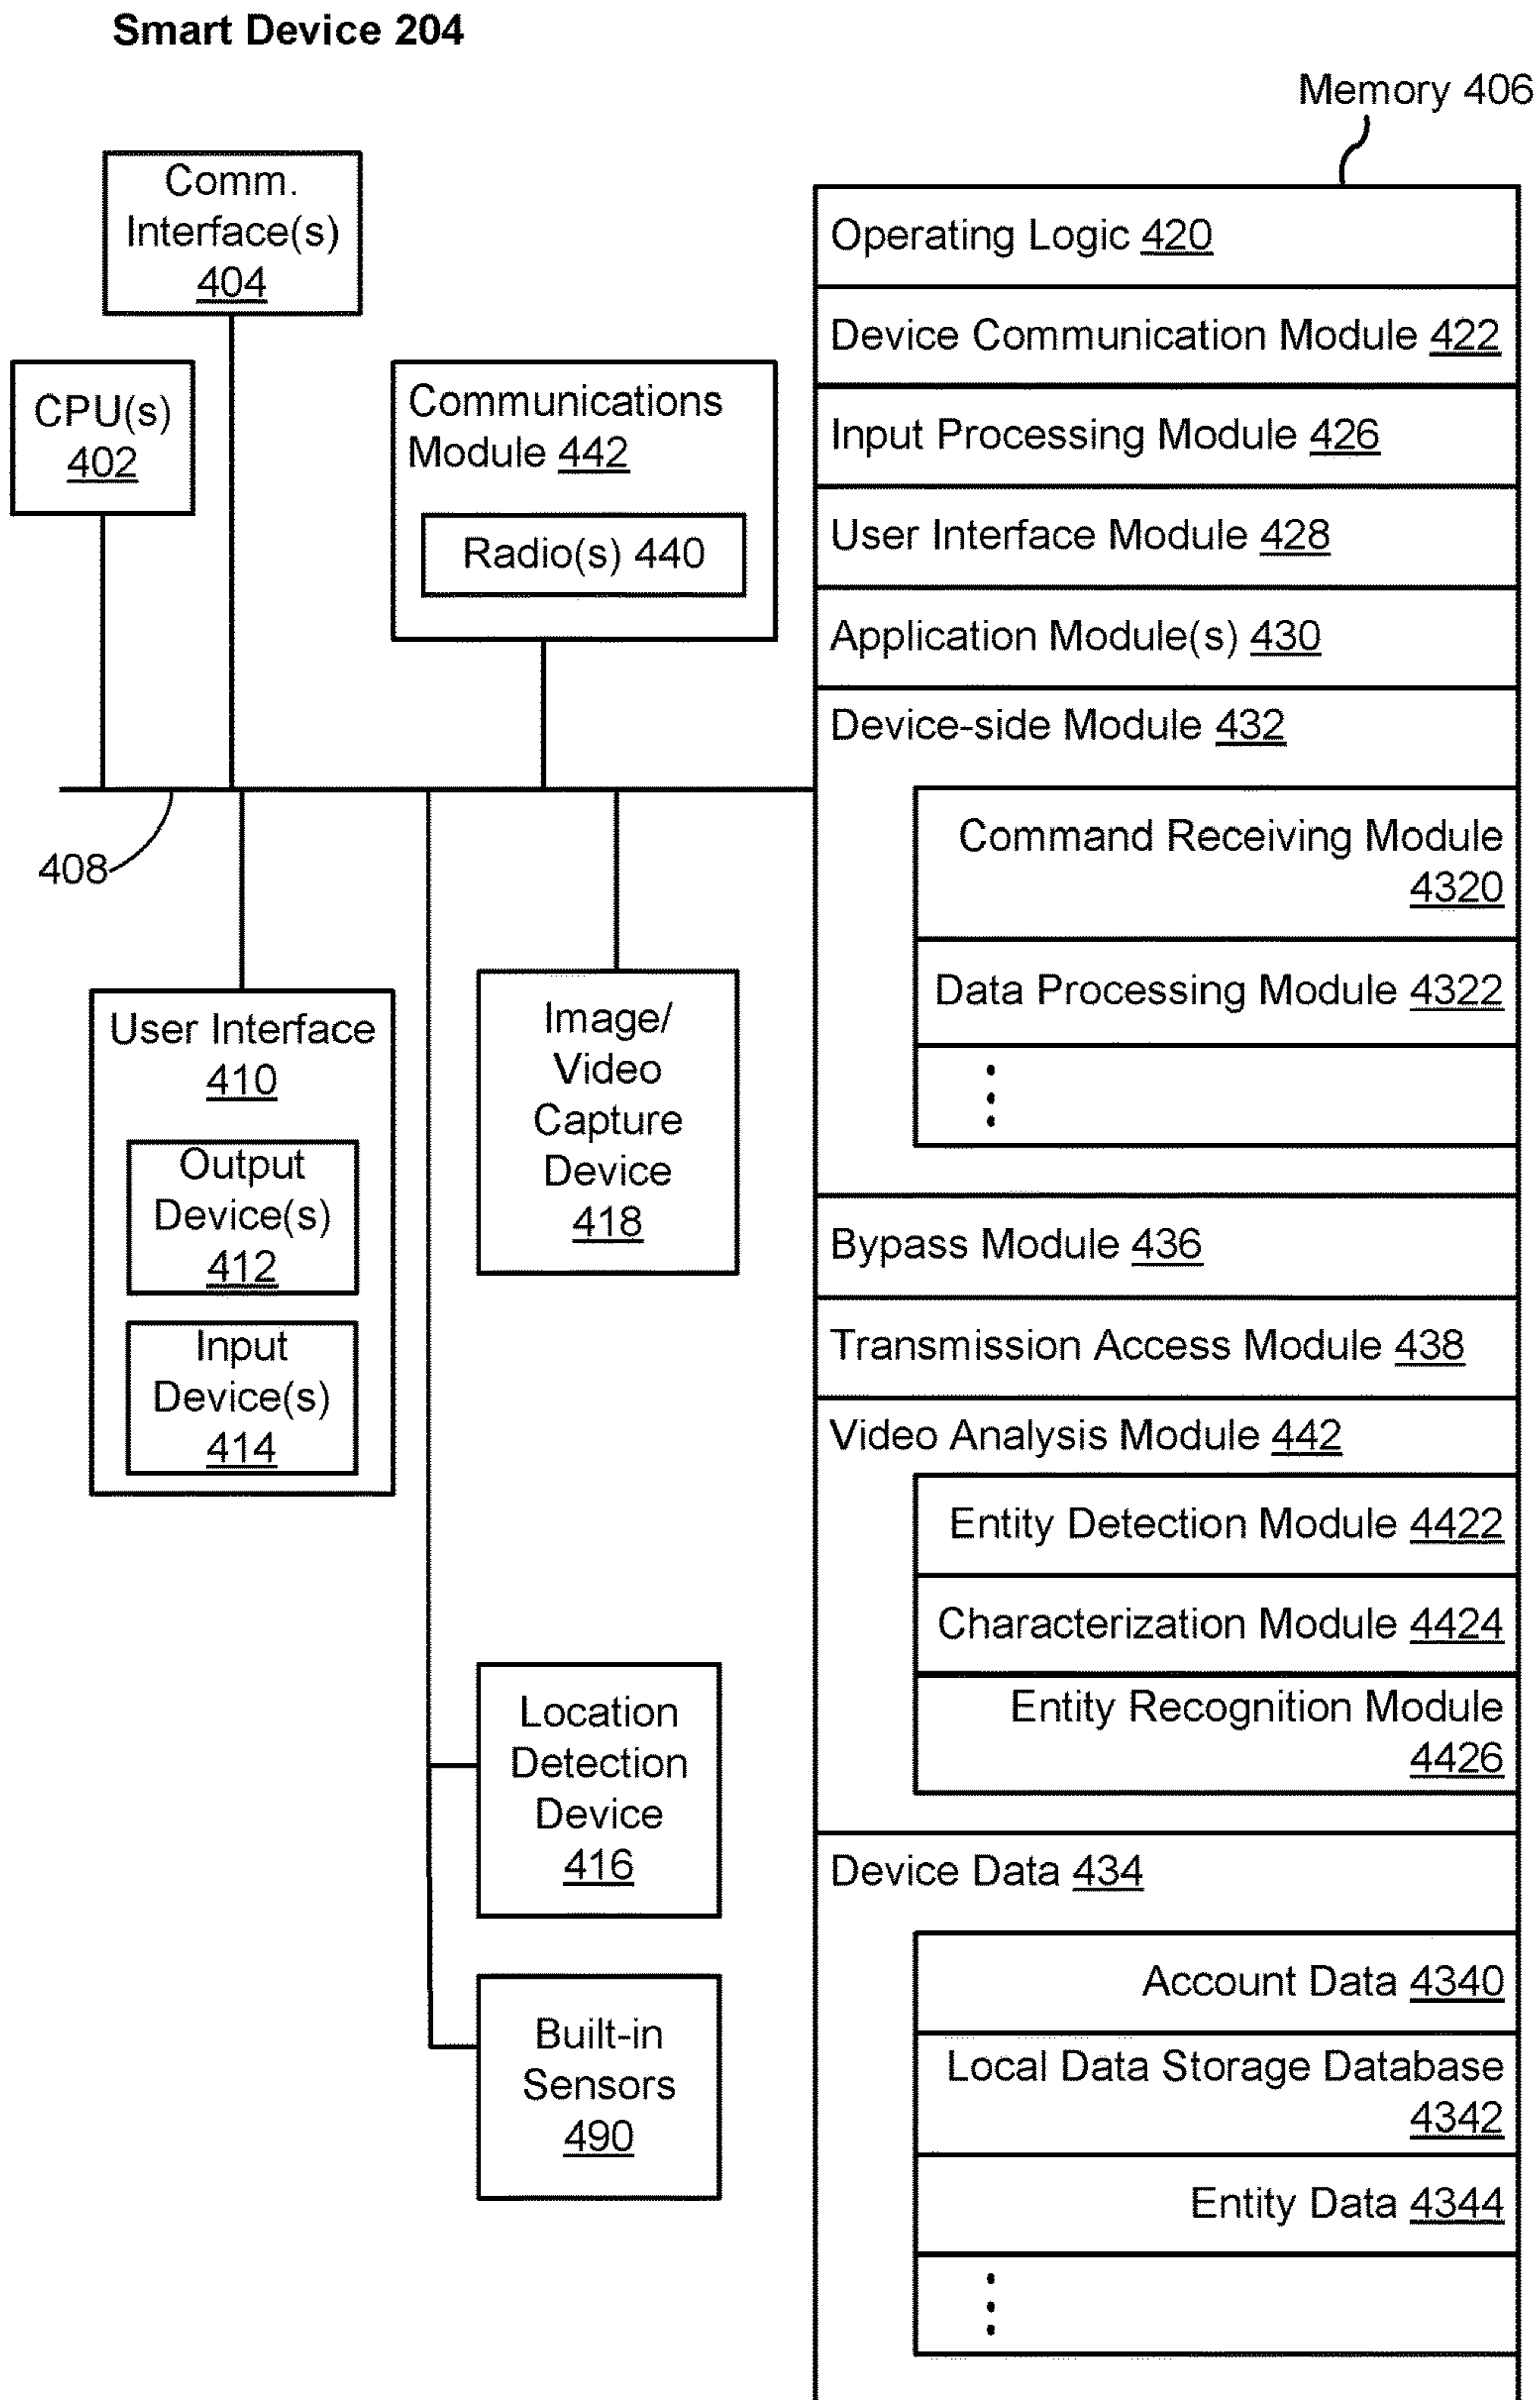 Smart Device 204
Memory 406
Comm.
Interface(s)
404
CPU(s)
402
Communications
Module 442
Radio(s) 440
408
User Interface
410
Output
Device(s)
412
Input
Device(s)
414
Image/
Video
Capture
Device
418
Location
Detection
Device
416
Built-in
Sensors
490
Operating Logic 420
Device Communication Module 422
Input Processing Module 426
User Interface Module 428
Application Module(s) 430
Device-side Module 432
Command Receiving Module
4320
Data Processing Module 4322
Bypass Module 436
Transmission Access Module 438
Video Analysis Module 442
Entity Detection Module 4422
Characterization Module 4424
Entity Recognition Module
4426
Device Data 434
Account Data 4340
Local Data Storage Database
4342
Entity Data 4344